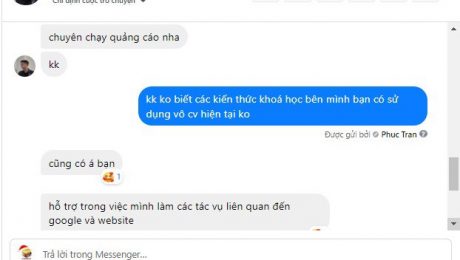 Chỉ định cuộc trò chuyện
chuyên chạy quảng cáo nha
kk
kk ko biết các kiến thức khoá học bên mình bạn có sử
dụng vô cv hiện tại ko
Được gửi bởi Phuc Tran
cũng có á bạn
1
hỗ trợ trong việc mình làm các tác vụ liên quan đến
google và website
Trả lời trong Messenger...